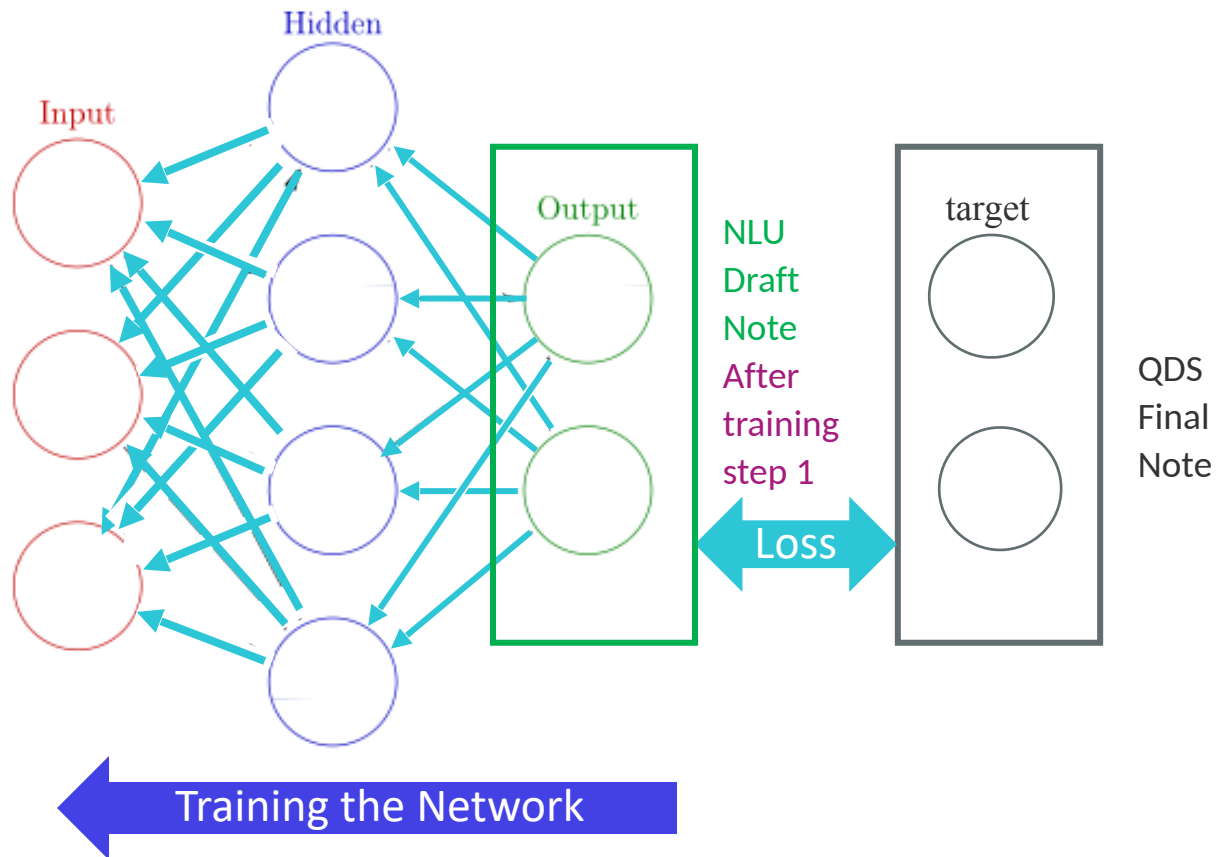 Hidden
Input
Output
target
NLU
Draft
Note
After
training
step 1
QDS
Final
Note
Loss
Training the Network